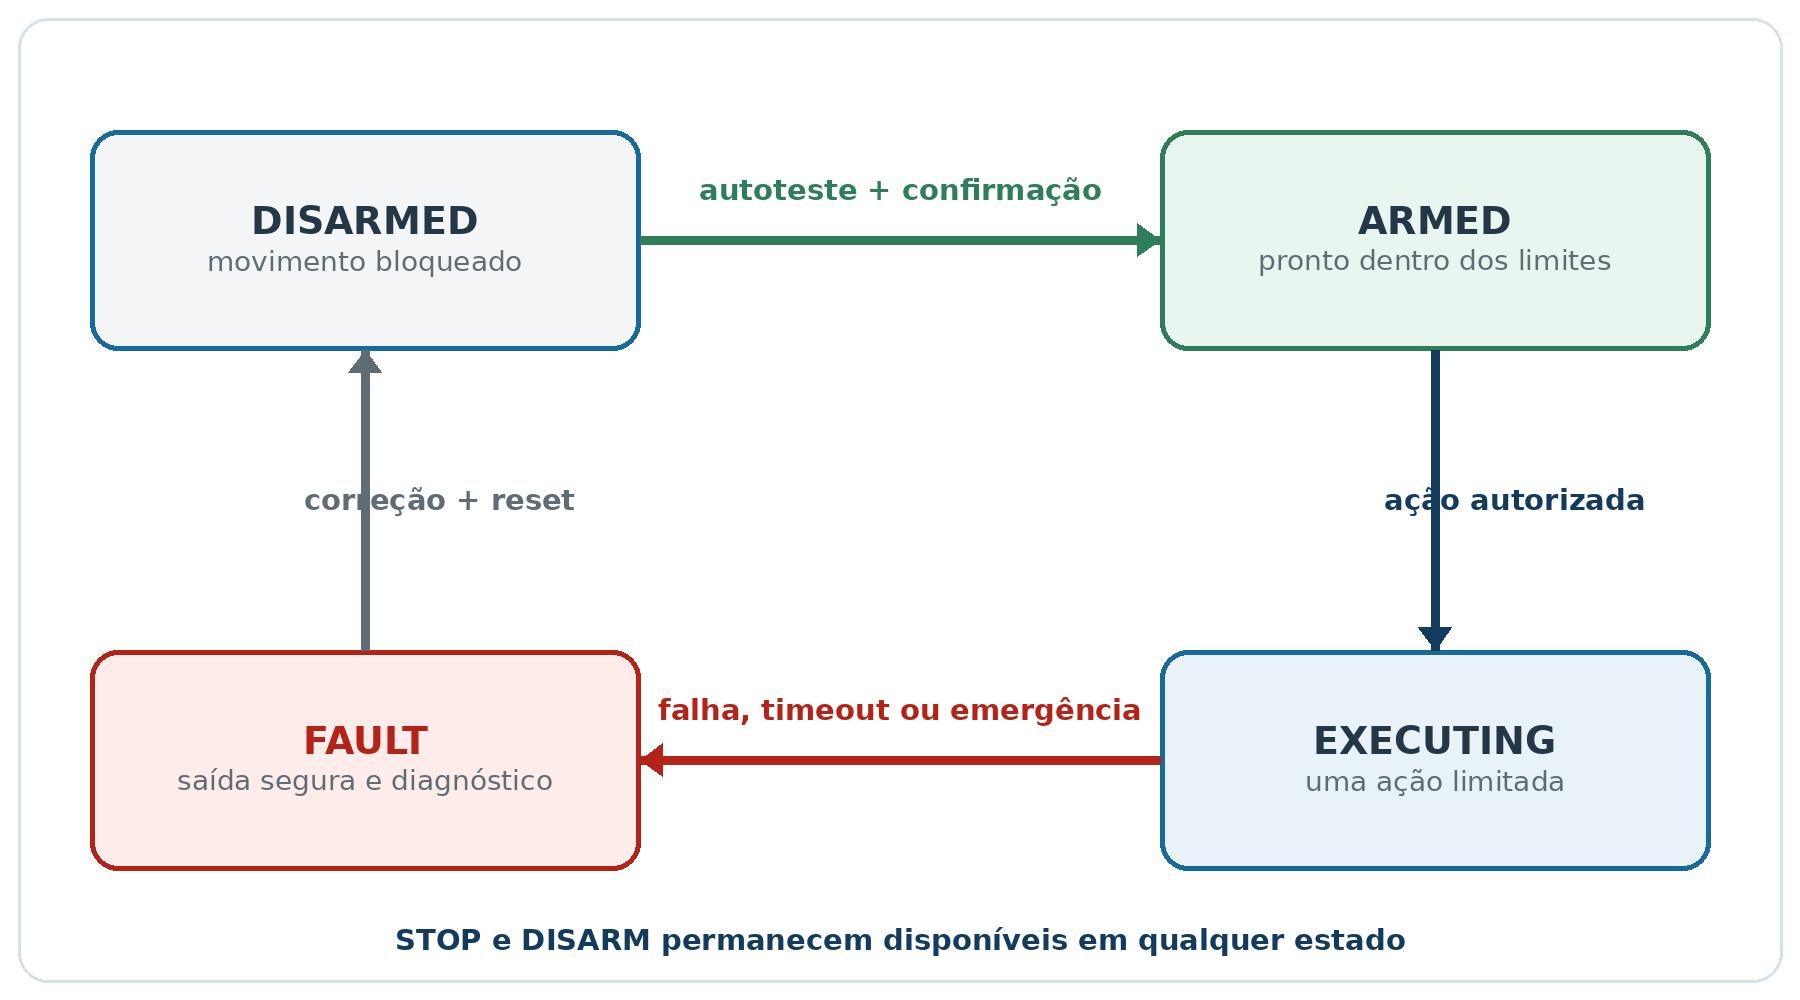 autoteste + confirmação
DISARMED
movimento bloqueado
ARMED
pronto dentro dos limites
correção + reset
ação autorizada
falha, timeout ou emergência
FAULT
saída segura e diagnóstico
EXECUTING
uma ação limitada
STOP e DISARM permanecem disponíveis em qualquer estado